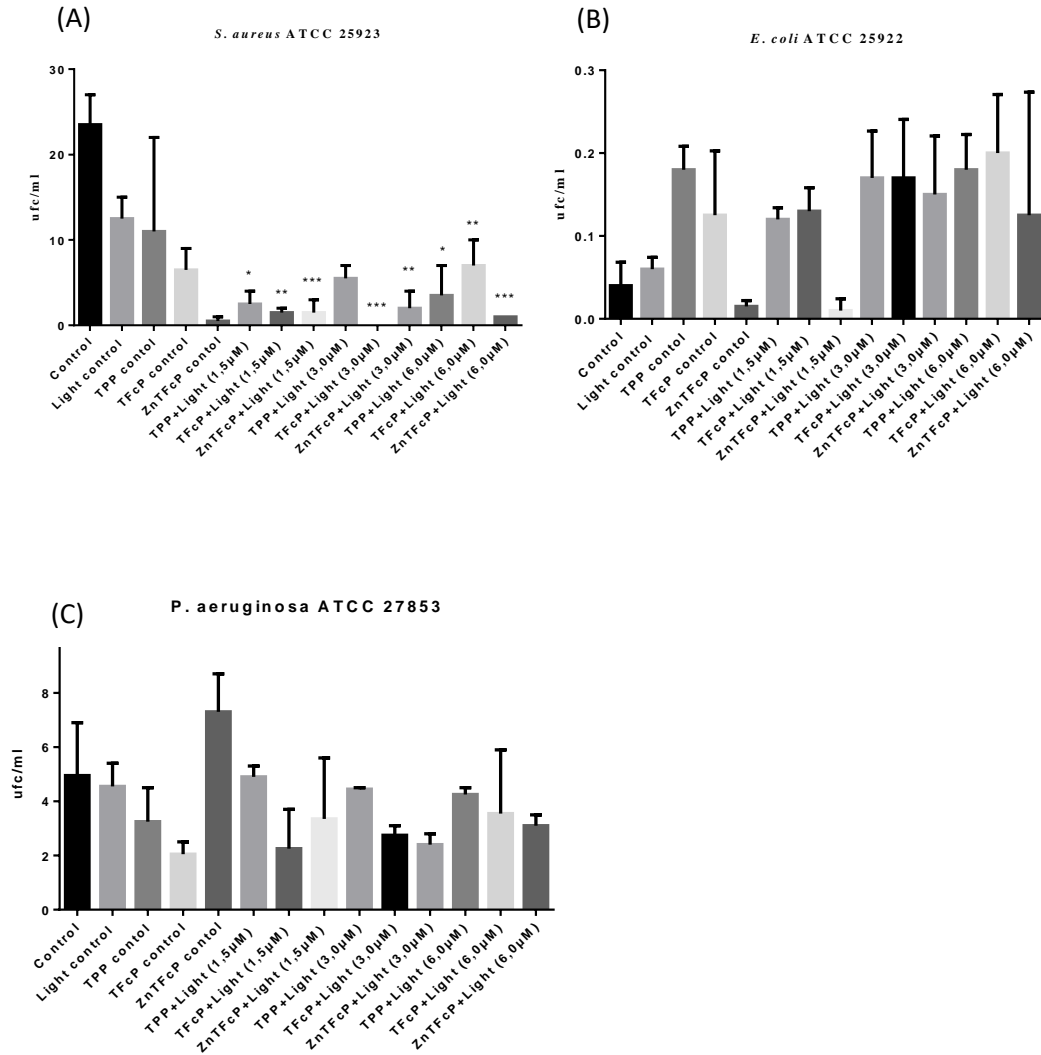 (A)
S. aureus ATCC 25923
30
20
10
0
ufc/ml
*
**
***
***
**
*
**
***
Control
Light control
TPP contol
TFcP control
ZnTFcP contol
TPP+Light (1,5µM)
TFcP+Light (1,5µM)
ZnTFcP+Light (1,5µM)
TPP+Light (3,0µM)
TFcP+Light (3,0µM)
ZnTFcP+Light (3,0µM)
TPP+Light (6,0µM)
TFcP+Light (6,0µM)
ZnTFcP+Light (6,0µM)
(B)
E. coli ATCC 25922
0.3
0.2
0.1
0.0
ufc/ml
Control
Light control
TPP contol
TFcP control
ZnTFcP contol
TPP+Light (1,5µM)
TFcP+Light (1,5µM)
ZnTFcP+Light (1,5µM)
TPP+Light (3,0µM)
TFcP+Light (3,0µM)
ZnTFcP+Light (3,0µM)
TPP+Light (6,0µM)
TFcP+Light (6,0µM)
ZnTFcP+Light (6,0µM)
(C)
P. aeruginosa ATCC 27853
8
6
4
2
0
ufc/ml
Control
Light control
TPP contol
TFcP control
ZnTFcP contol
TPP+Light (1,5µM)
TFcP+Light (1,5µM)
ZnTFcP+Light (1,5µM)
TPP+Light (3,0µM)
TFcP+Light (3,0µM)
ZnTFcP+Light (3,0µM)
TPP+Light (6,0µM)
TFcP+Light (6,0µM)
ZnTFcP+Light (6,0µM)